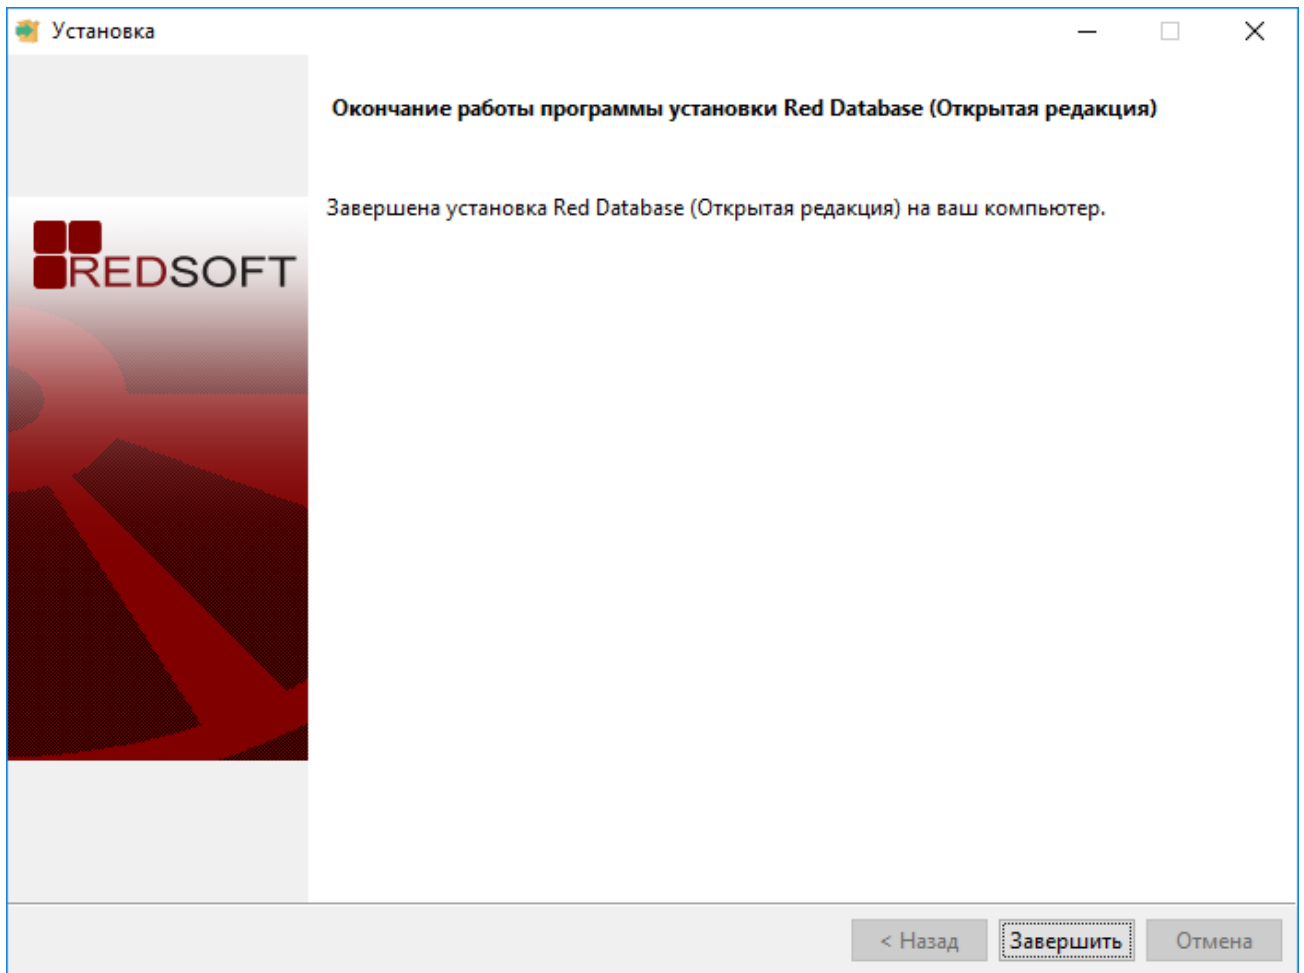 Установка
Окончание работы программы установки Red Database (Открытая редакция)
Завершена установка Red Database (Открытая редакция) на ваш компьютер.
REDSOFT
< Назад
Завершить
Отмена